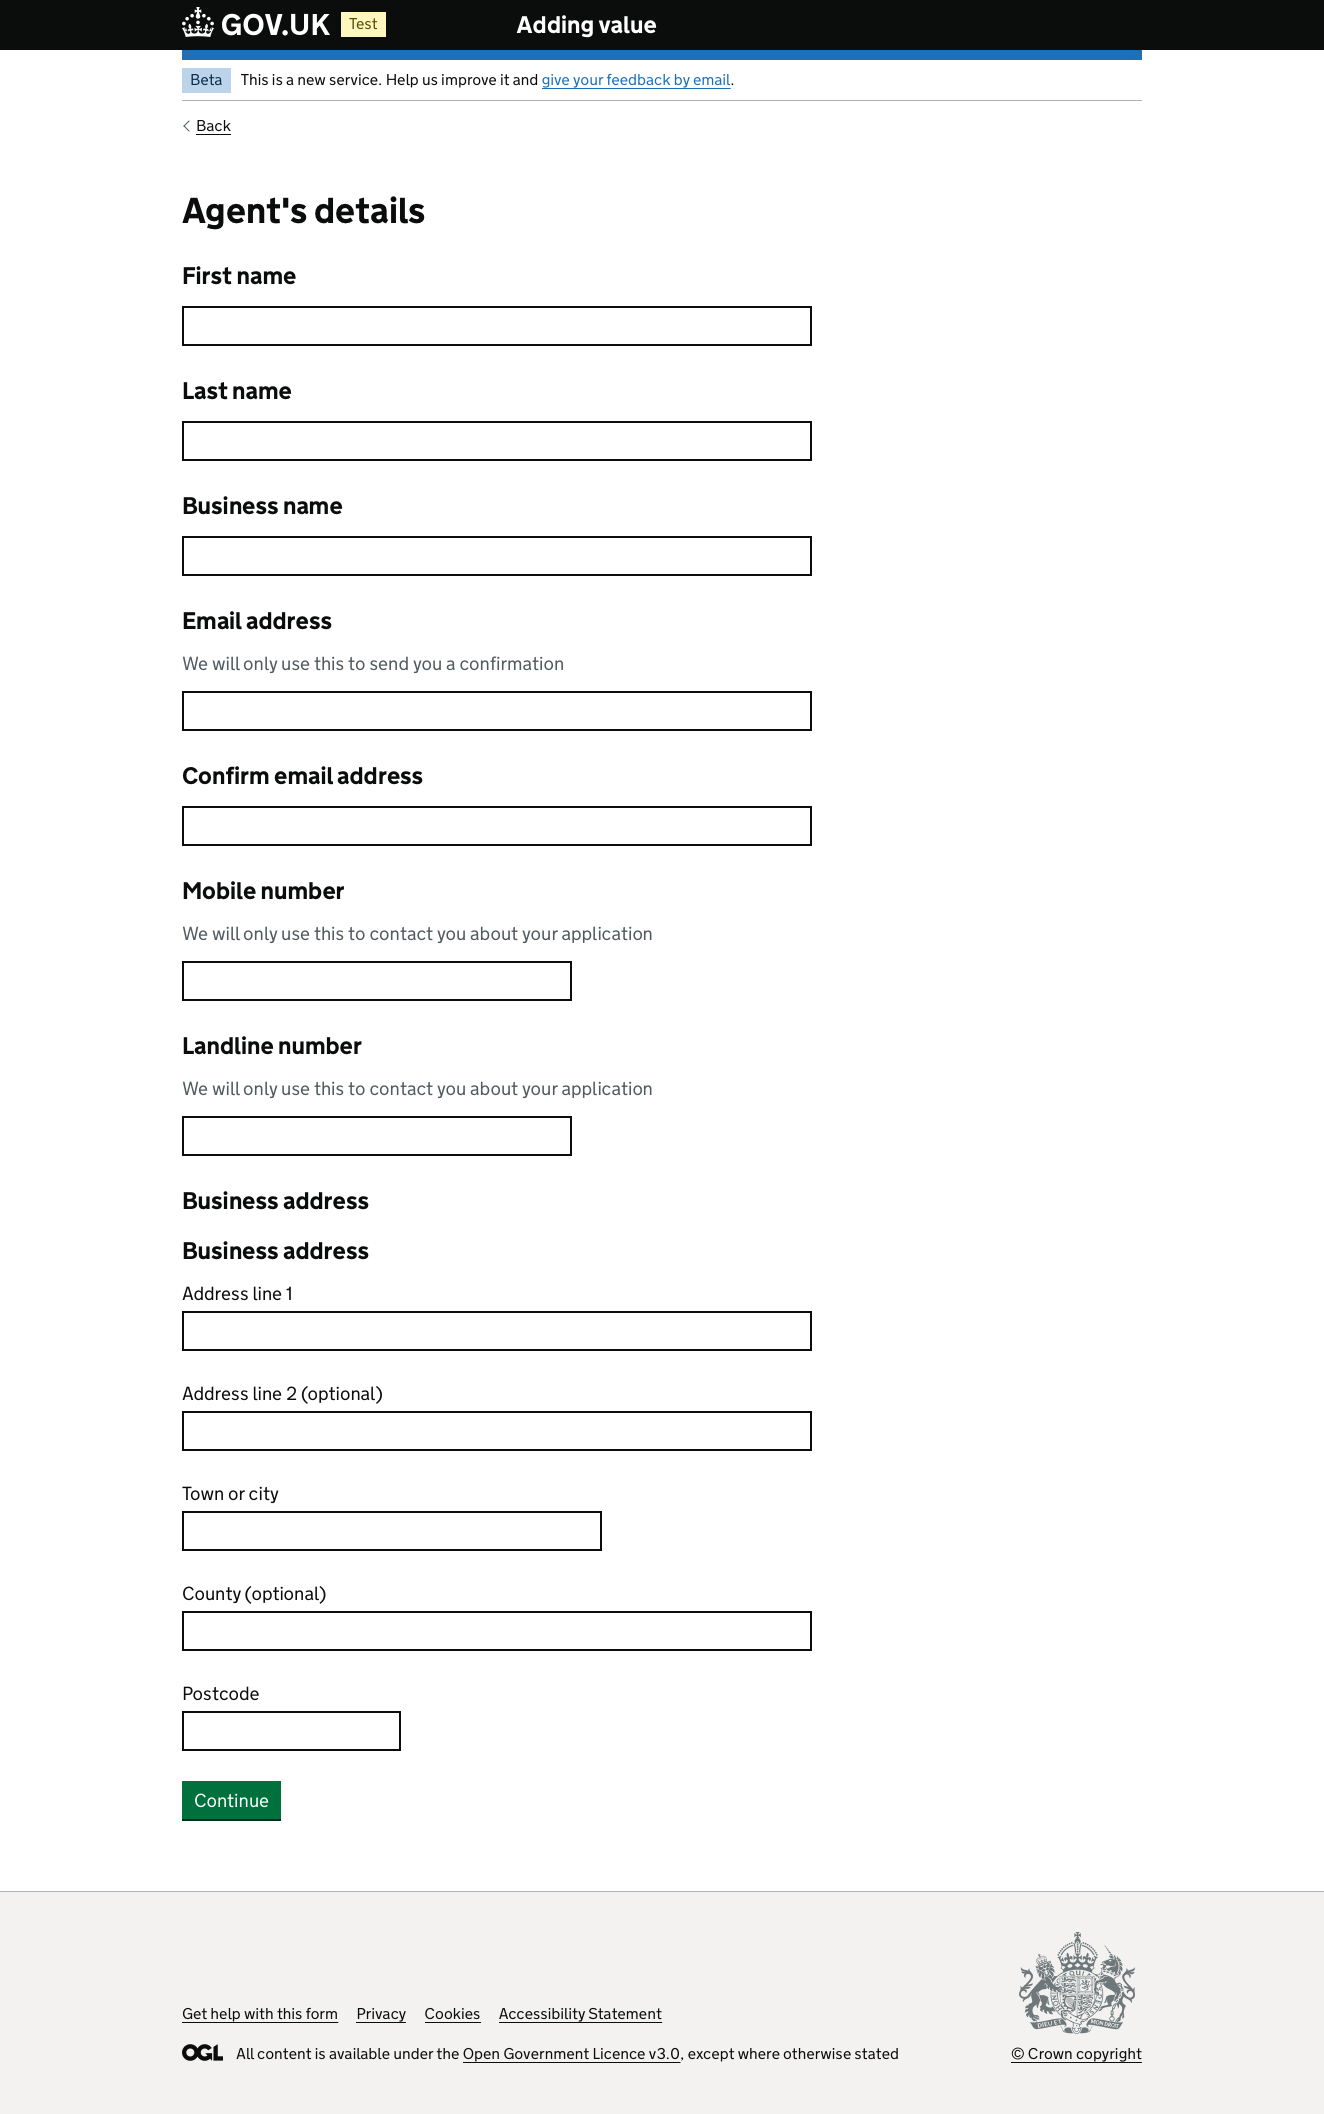 GOV.UK Test Adding value
Beta This is a new service. Help us improve it and give your feedback by email.
Back
Agent's details
First name
Last name
Business name
Email address
We will only use this to send you a confirmation
Confirm email address
Mobile number
We will only use this to contact you about your application
Landline number
We will only use this to contact you about your application
Business address
Business address
Address line 1
Address line 2 (optional)
Town or city
County (optional)
Postcode
Continue
Get help with this form Privacy Cookies Accessibility Statement
DIEU ET MON DROIT
OGL All content is available under the Open Government Licence v3.0, except where otherwise stated
© Crown copyright